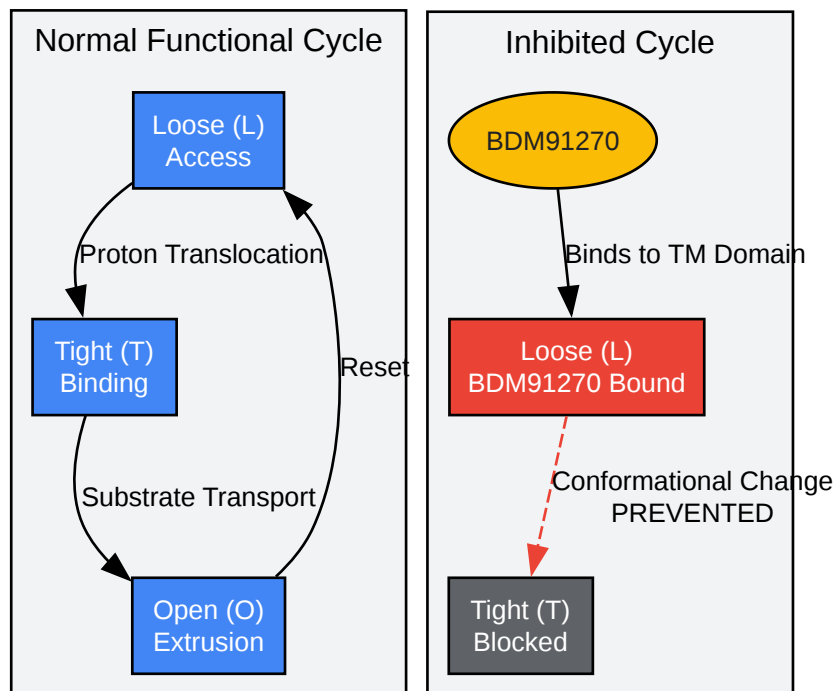 Normal Functional Cycle
Loose (L)
Access
Proton Translocation
Tight (T)
Binding
Reset
Substrate Transport
Open (O)
Extrusion
Inhibited Cycle
BDM91270
Binds to TM Domain
Loose (L)
BDM91270 Bound
Conformational Change
PREVENTED
Tight (T)
Blocked